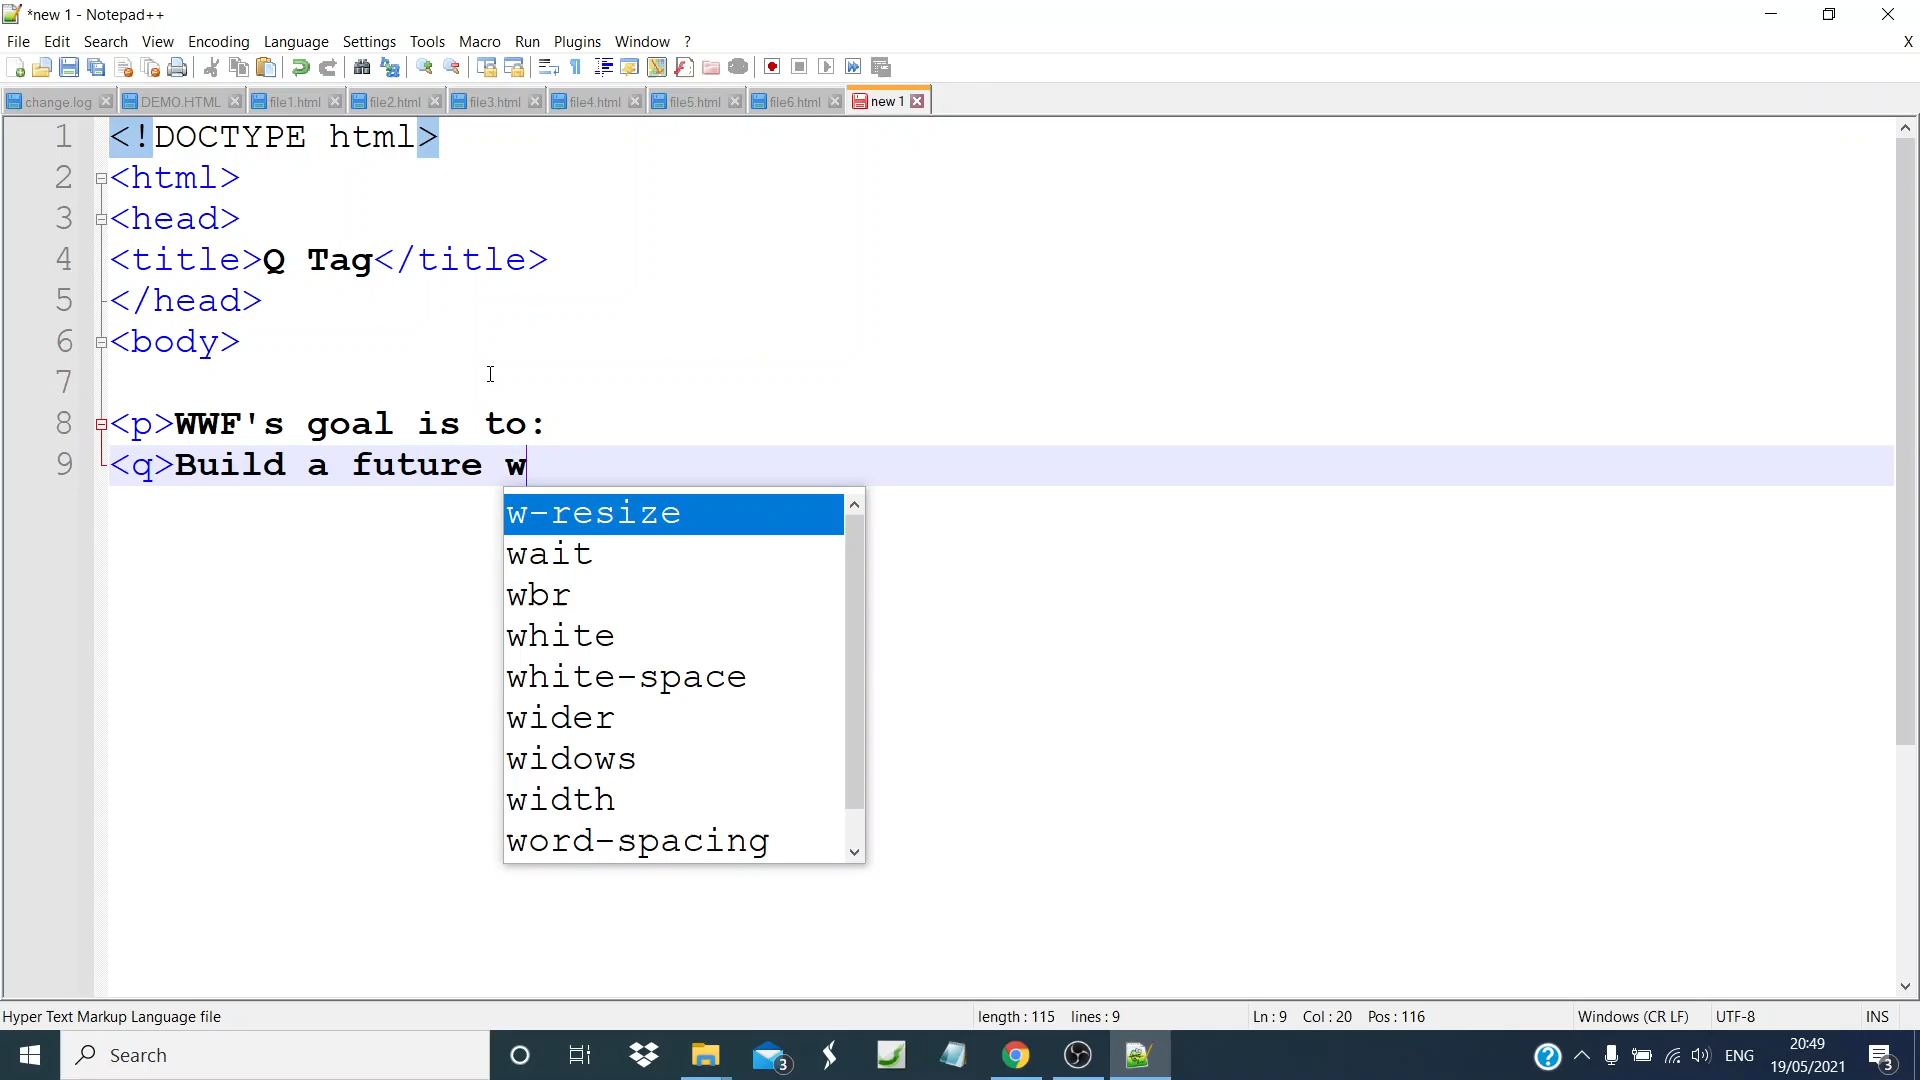 *new 1 - Notepad++
File Edit Search View Encoding Language Settings Tools Macro Run Plugins Window ? X
change.log DEMO.HTML file1.html file2.html file3.html file4.html file5.html file6.html new 1
1 <!DOCTYPE html>
2 <html>
3 <head>
4 <title>Q Tag</title>
5 </head>
6 <body>
7
8 <p>WWF's goal is to:
9 <q>Build a future w
w-resize
wait
wbr
white
white-space
wider
widows
width
word-spacing
Hyper Text Markup Language file length : 115 lines : 9 Ln : 9 Col : 20 Pos : 116 Windows (CR LF) UTF-8 INS
Search 3 ENG 20:49 3
19/05/2021